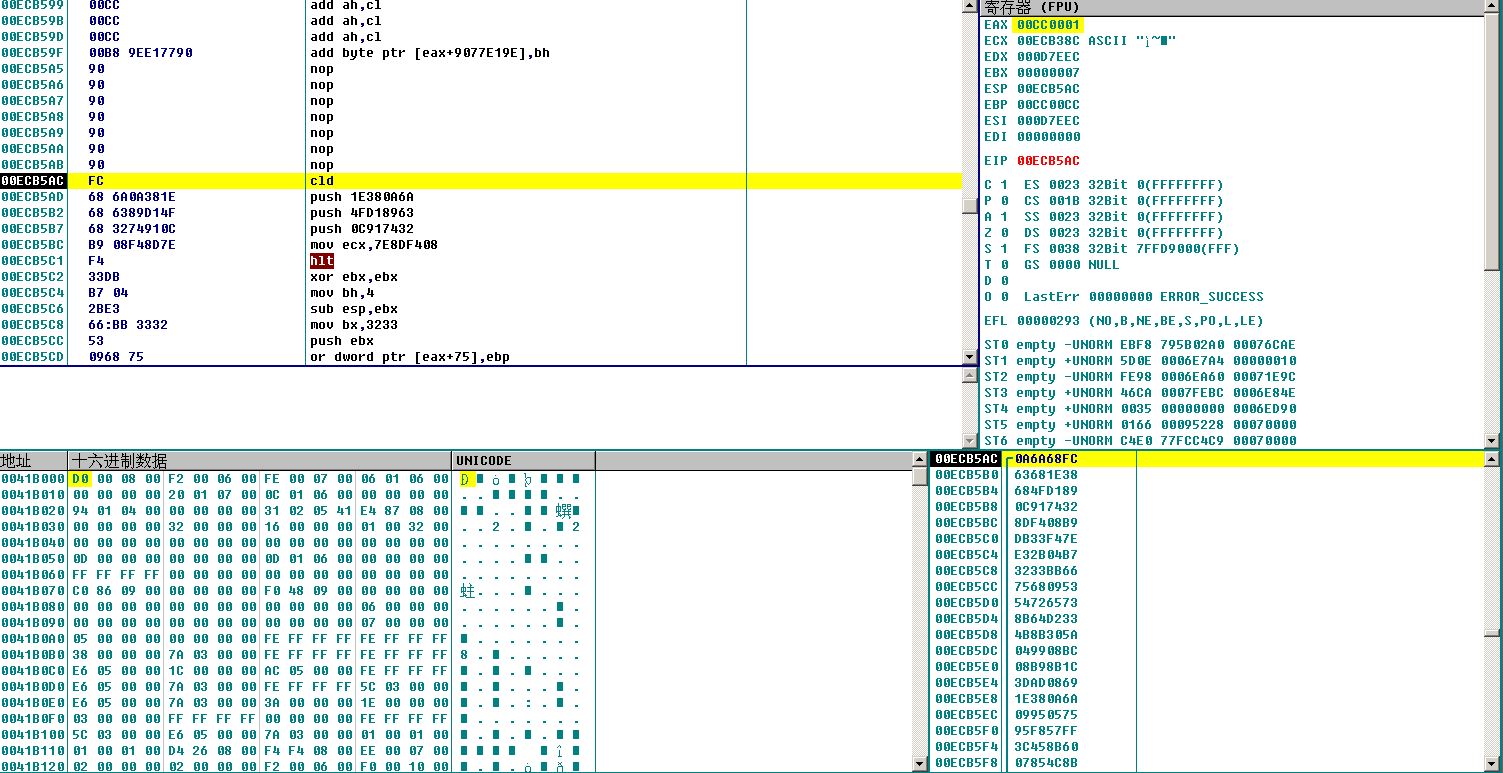 00ECB599 00CC add ah,cl
00ECB59B 00CC add ah,cl
00ECB59D 00CC add ah,cl
00ECB59F 00B8 9EE17790 add byte ptr [eax+9077E19E],bh
00ECB5A5 90 nop
00ECB5A6 90 nop
00ECB5A7 90 nop
00ECB5A8 90 nop
00ECB5A9 90 nop
00ECB5AA 90 nop
00ECB5AB 90 nop
00ECB5AC FC cld
00ECB5AD 68 6A0A381E push 1E380A6A
00ECB5B2 68 6389D14F push 4FD18963
00ECB5B7 68 3274910C push 0C917432
00ECB5BC B9 08F48D7E mov ecx,7E8DF408
00ECB5C1 F4 hlt
00ECB5C2 33DB xor ebx,ebx
00ECB5C4 B7 04 mov bh,4
00ECB5C6 2BE3 sub esp,ebx
00ECB5C8 66:BB 3332 mov bx,3233
00ECB5CC 53 push ebx
00ECB5CD 0968 75 or dword ptr [eax+75],ebp
寄存器 (FPU)
EAX 00CC0001
ECX 00ECB38C ASCII
EDX 000D7EEC
EBX 00000007
ESP 00ECB5AC
EBP 00CC00CC
ESI 000D7EEC
EDI 00000000
EIP 00ECB5AC
C 1 ES 0023 32Bit 0(FFFFFFFF)
P 0 CS 001B 32Bit 0(FFFFFFFF)
A 1 SS 0023 32Bit 0(FFFFFFFF)
Z 0 DS 0023 32Bit 0(FFFFFFFF)
S 1 FS 0038 32Bit 7FFD9000(FFF)
T 0 GS 0000 NULL
D 0
O 0 LastErr 00000000 ERROR_SUCCESS
EFL 00000293 (NO,B,NE,BE,S,PO,L,LE)
ST0 empty -UNORM EBF8 795B02A0 00076CAE
ST1 empty +UNORM 5D0E 0006E7A4 00000010
ST2 empty -UNORM FE98 0006EA60 00071E9C
ST3 empty +UNORM 46CA 0007FEBC 0006E84E
ST4 empty +UNORM 0035 00000000 0006ED90
ST5 empty +UNORM 0166 00095228 00070000
ST6 empty -UNORM C4E0 77FCC4C9 00070000
地址 十六进制数据 UNICODE
0041B000 D0 00 08 00 F2 00 06 00 FE 00 07 00 06 01 06 00
0041B010 00 00 00 00 20 01 07 00 0C 01 06 00 00 00 00 00
0041B020 94 01 04 00 00 00 00 00 31 02 05 41 E4 87 08 00
0041B030 00 00 00 00 32 00 00 00 16 00 00 00 01 00 32 00
0041B040 00 00 00 00 00 00 00 00 00 00 00 00 00 00 00 00
0041B050 0D 00 00 00 00 00 00 00 0D 01 06 00 00 00 00 00
0041B060 FF FF FF FF 00 00 00 00 00 00 00 00 00 00 00 00
0041B070 C0 86 09 00 00 00 00 00 F0 48 09 00 00 00 00 00
0041B080 00 00 00 00 00 00 00 00 00 00 00 00 06 00 00 00
0041B090 00 00 00 00 00 00 00 00 00 00 00 00 07 00 00 00
0041B0A0 05 00 00 00 00 00 00 00 FE FF FF FF FE FF FF FF
0041B0B0 38 00 00 00 7A 03 00 00 FE FF FF FF FE FF FF FF
0041B0C0 E6 05 00 00 1C 00 00 00 AC 05 00 00 FE FF FF FF
0041B0D0 E6 05 00 00 7A 03 00 00 FE FF FF FF 5C 03 00 00
0041B0E0 E6 05 00 00 7A 03 00 00 3A 00 00 00 1E 00 00 00
0041B0F0 03 00 00 00 FF FF FF FF 00 00 00 00 FE FF FF FF
0041B100 5C 03 00 00 E6 05 00 00 7A 03 00 00 01 00 01 00
0041B110 01 00 01 00 D4 26 08 00 F4 F4 08 00 EE 00 07 00
0041B120 02 00 00 00 02 00 00 00 F2 00 06 00 F0 00 10 00
00ECB5AC 0A6A68FC
00ECB5B0 63681E38
00ECB5B4 684FD189
00ECB5B8 0C917432
00ECB5BC 8DF408B9
00ECB5C0 DB33F47E
00ECB5C4 E32B04B7
00ECB5C8 3233BB66
00ECB5CC 75680953
00ECB5D0 54726573
00ECB5D4 8B64D233
00ECB5D8 4B8B305A
00ECB5DC 049908BC
00ECB5E0 08B98B1C
00ECB5E4 3DAD0869
00ECB5E8 1E380A6A
00ECB5EC 09950575
00ECB5F0 95F857FF
00ECB5F4 3C458B60
00ECB5F8 07854C8B